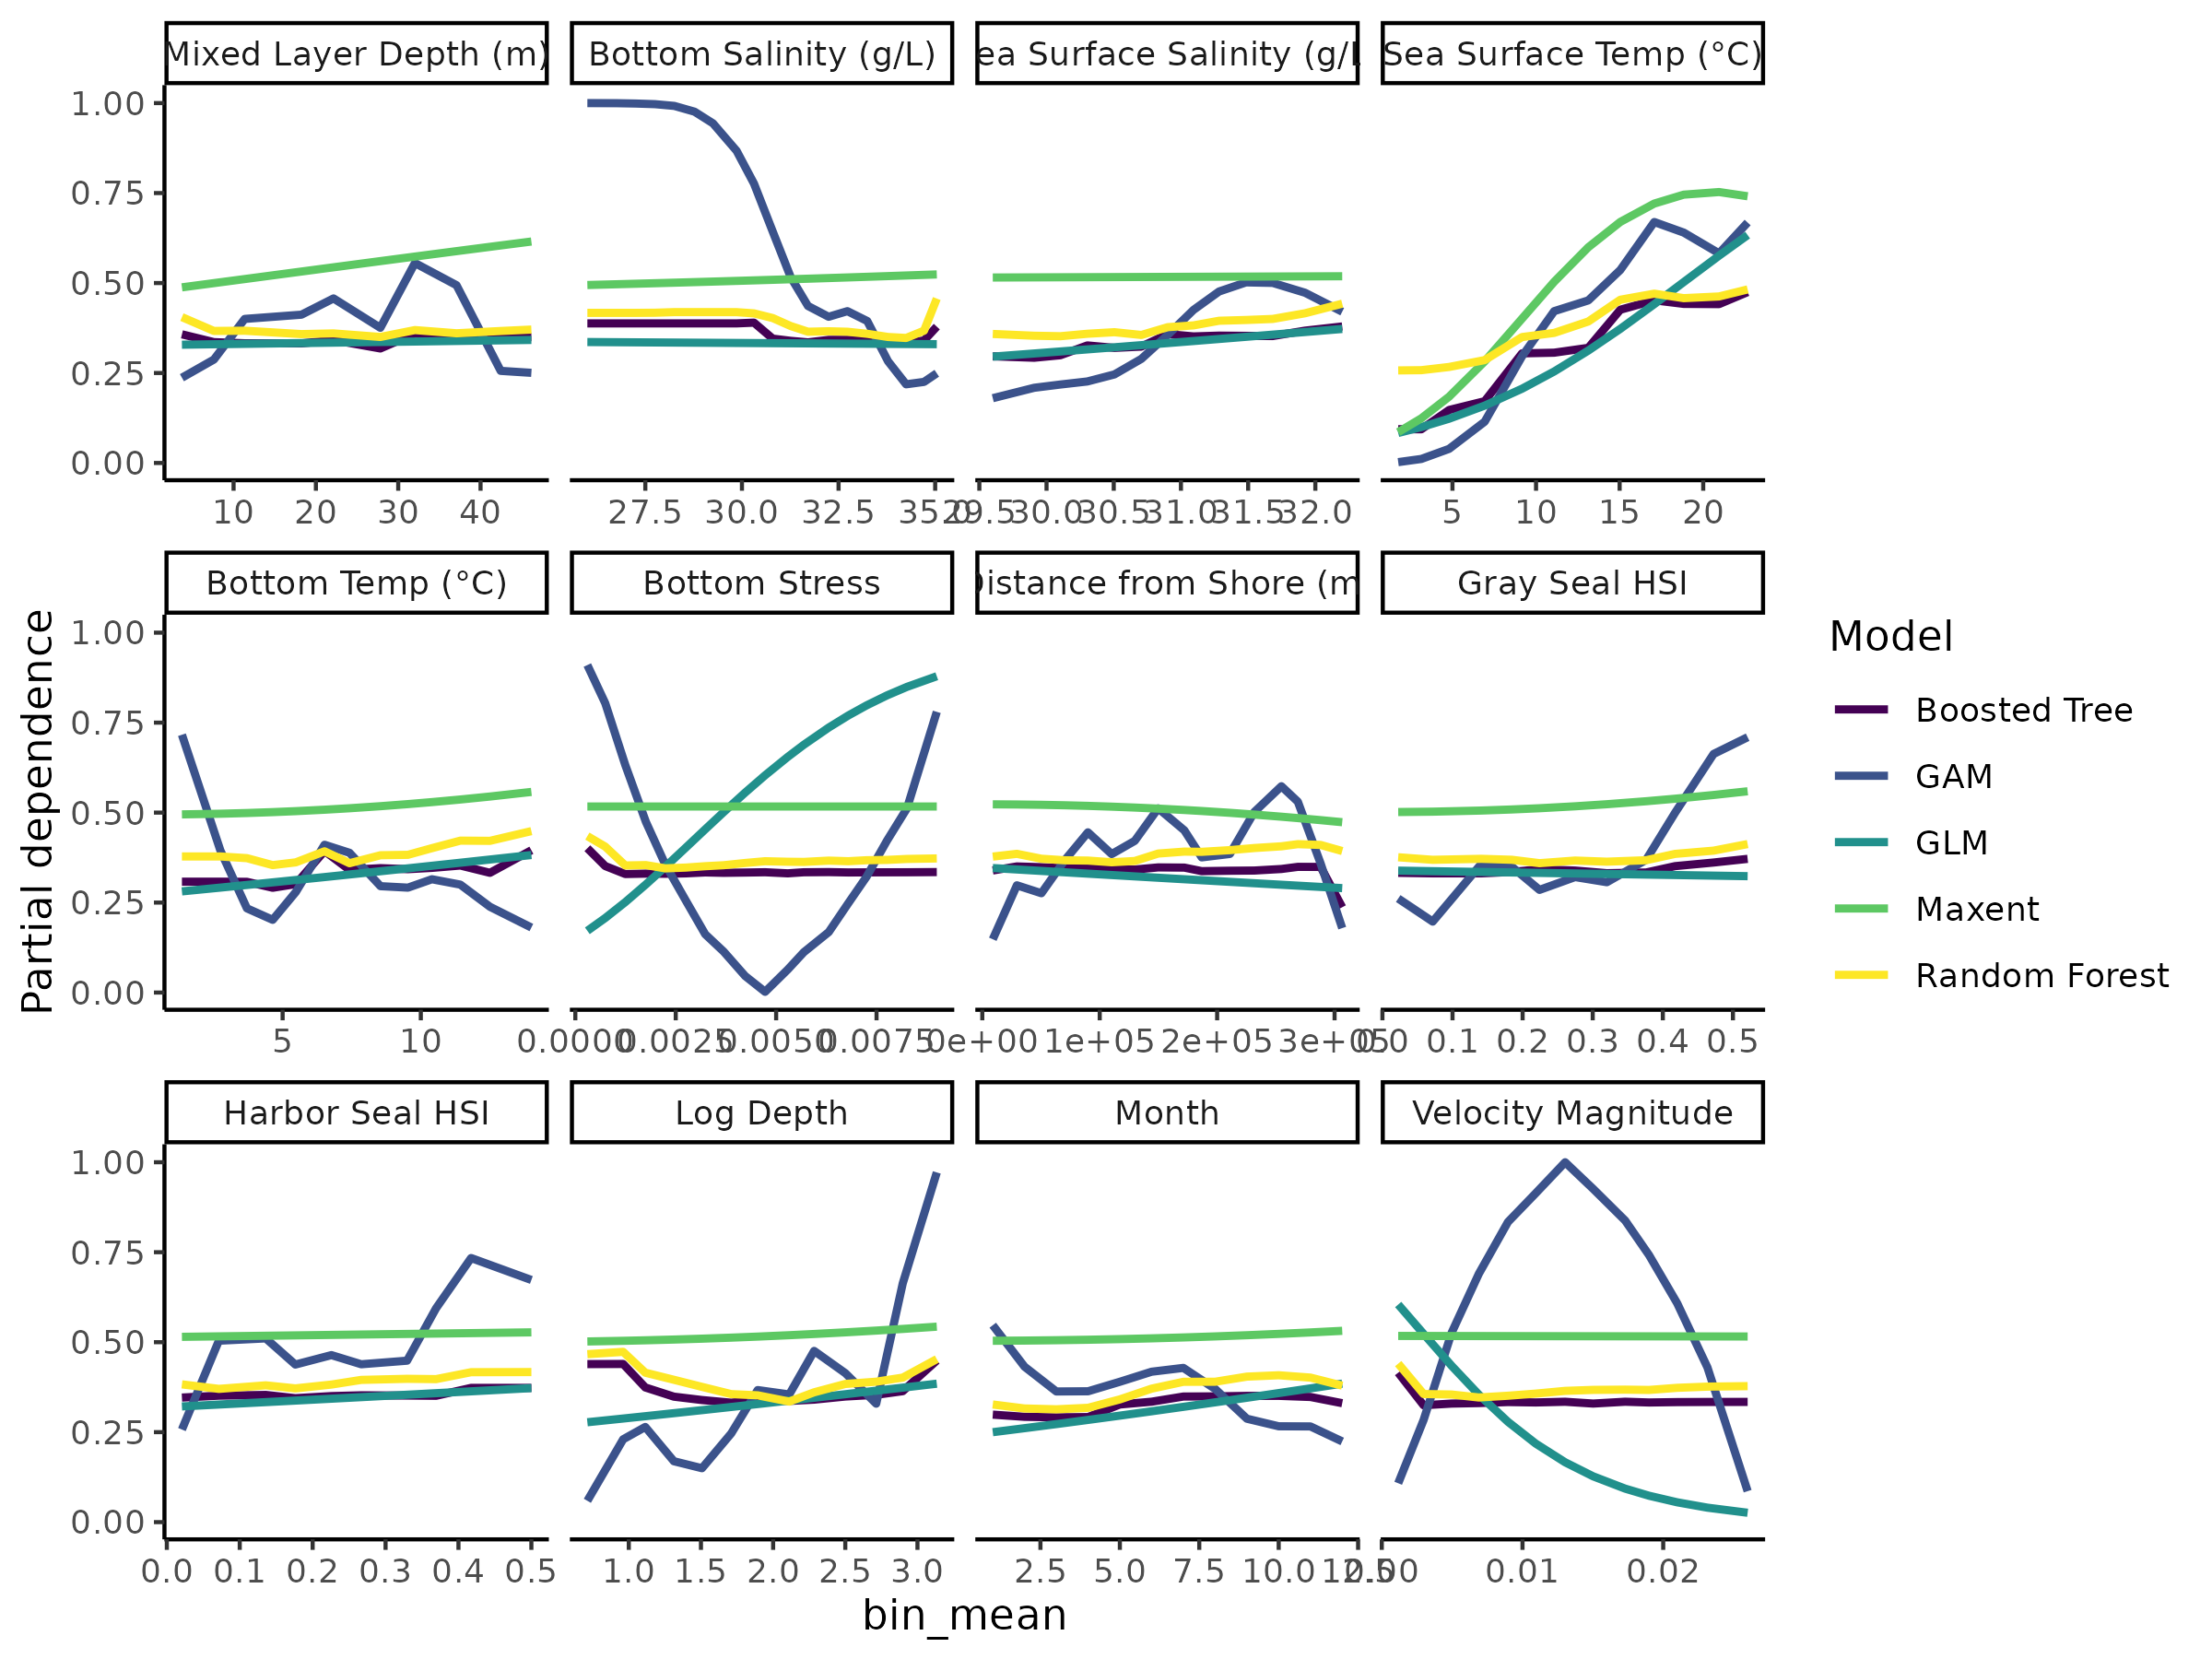 Mixed Layer Depth (m)
Bottom Salinity (g/L)
ea Surface Salinity (g/L
Sea Surface Temp (°C)
1.00
0.75
0.50
0.25
0.00
10 20 30 40
27.5 30.0 32.5 35.0
30.0 30.5 31.0 31.5 32.0
5 10 15 20
Bottom Temp (°C)
Bottom Stress
Distance from Shore (m
Gray Seal HSI
1.00
0.75
0.50
0.25
0.00
5 10
0.0000 0.0025 0.0050 0.0075
0e+00 1e+05 2e+05 3e+05
0.0 0.1 0.2 0.3 0.4 0.5
Harbor Seal HSI
Log Depth
Month
Velocity Magnitude
1.00
0.75
0.50
0.25
0.00
0.0 0.1 0.2 0.3 0.4 0.5
1.0 1.5 2.0 2.5 3.0
2.5 5.0 7.5 10.0 12.5
0.00 0.01 0.02
bin_mean
Partial dependence
Model
Boosted Tree
GAM
GLM
Maxent
Random Forest